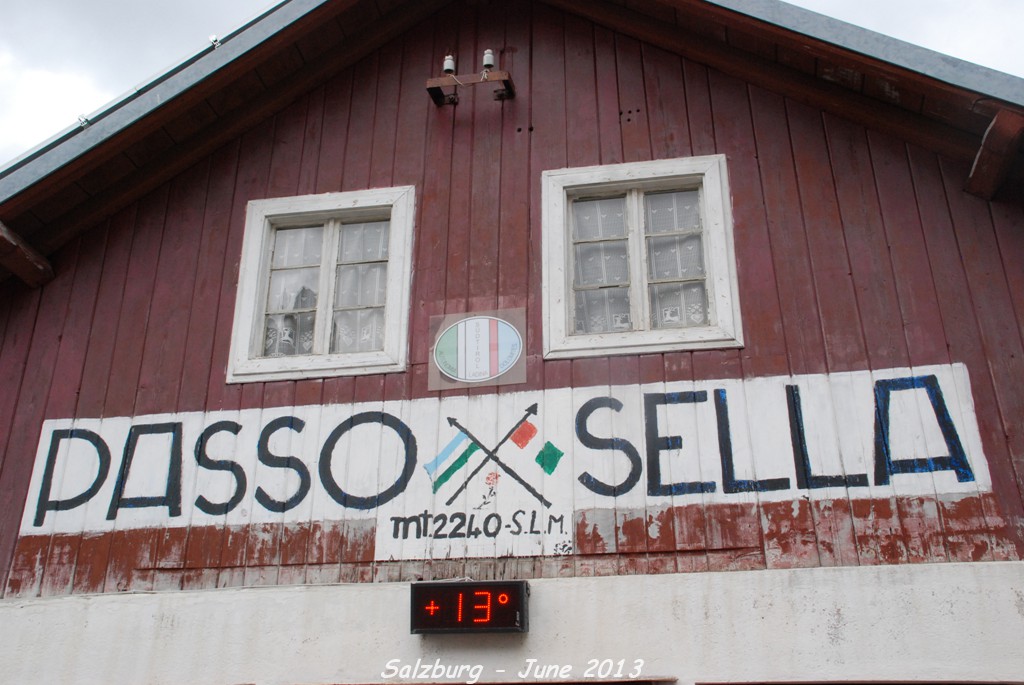 PASSO SELLA
mt.2240-S.L.M.
+13°
Salzburg - June 2013